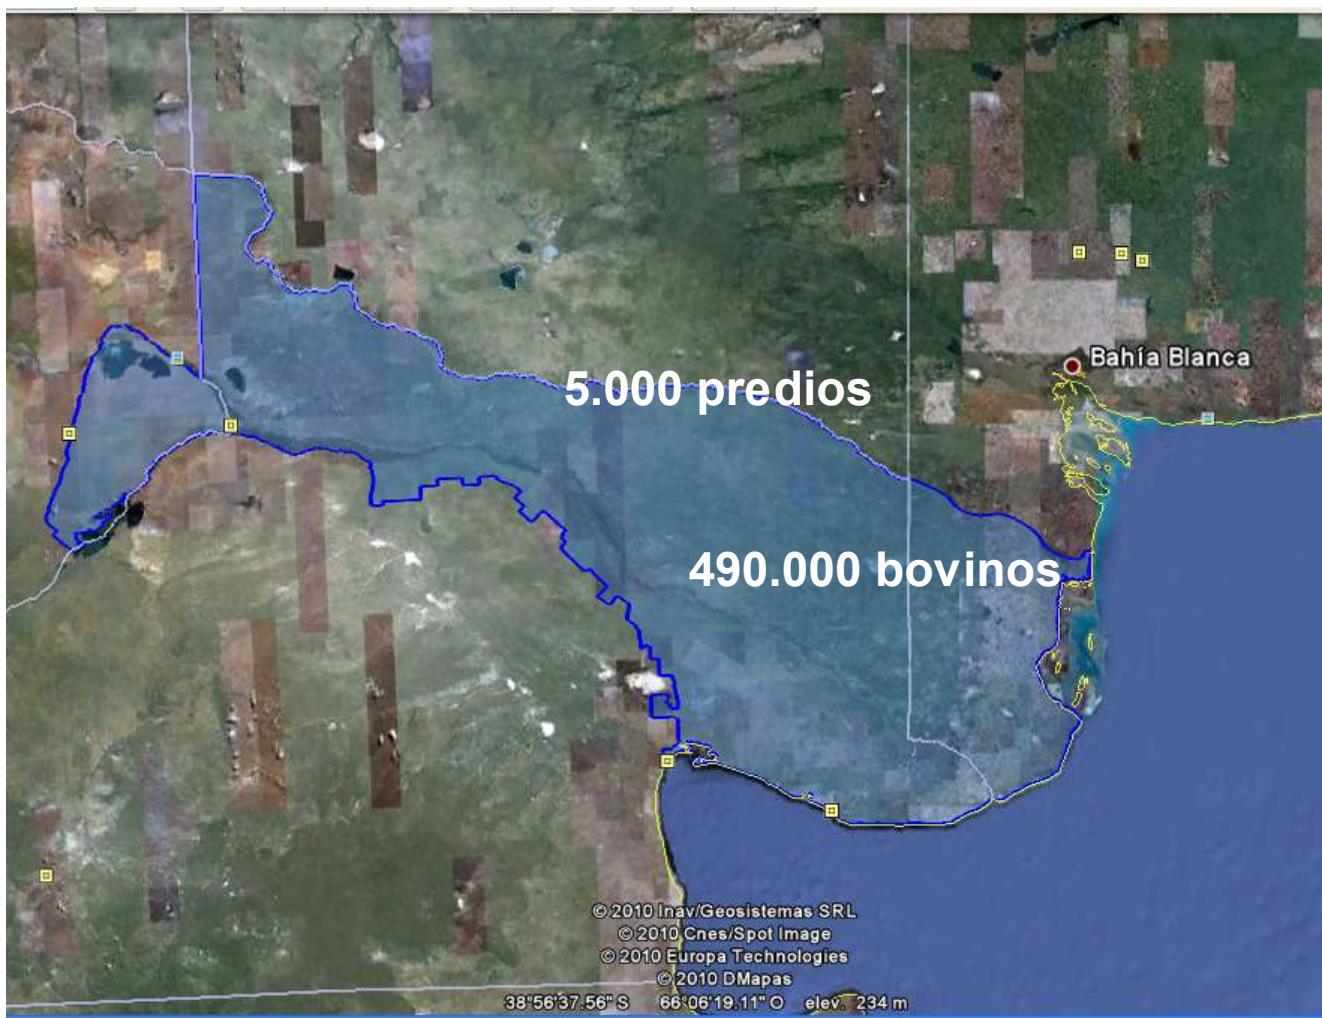 Bahía Blanca
5.000 predios
490.000 bovinos
© 2010 Inav/Geosistemas SRL
© 2010 Cnes/Spot Image
© 2010 Europa Technologies
© 2010 DMapas
38°56'37.56" S 66°06'19.11" O elev. 234 m